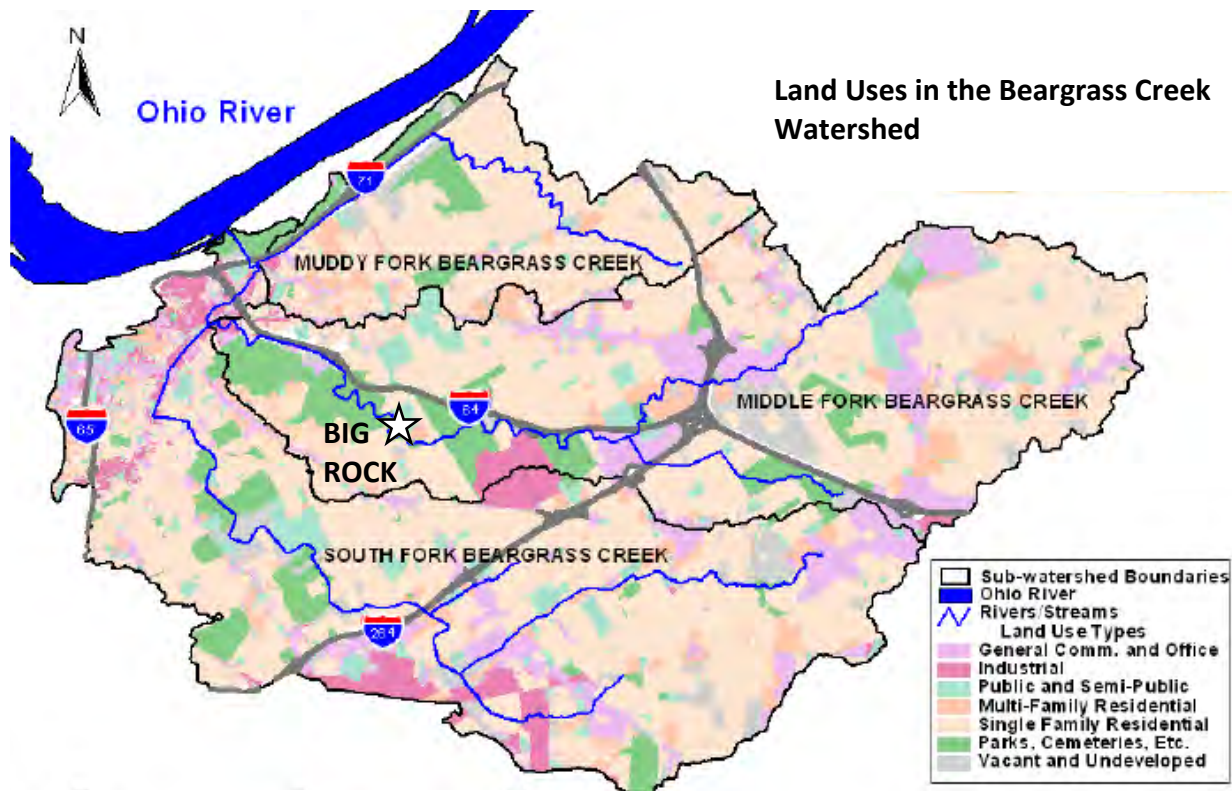 N
Land Uses in the Beargrass Creek
Watershed
Ohio River
71
MUDDY FORK BEARGRASS CREEK
64
MIDDLE FORK BEARGRASS CREEK
65
BIG
ROCK
SOUTH FORK BEARGRASS CREEK
264
Sub-watershed Boundaries
Ohio River
Rivers/Streams
Land Use Types
General Comm. and Office
Industrial
Public and Semi-Public
Multi-Family Residential
Single Family Residential
Parks, Cemeteries, Etc.
Vacant and Undeveloped